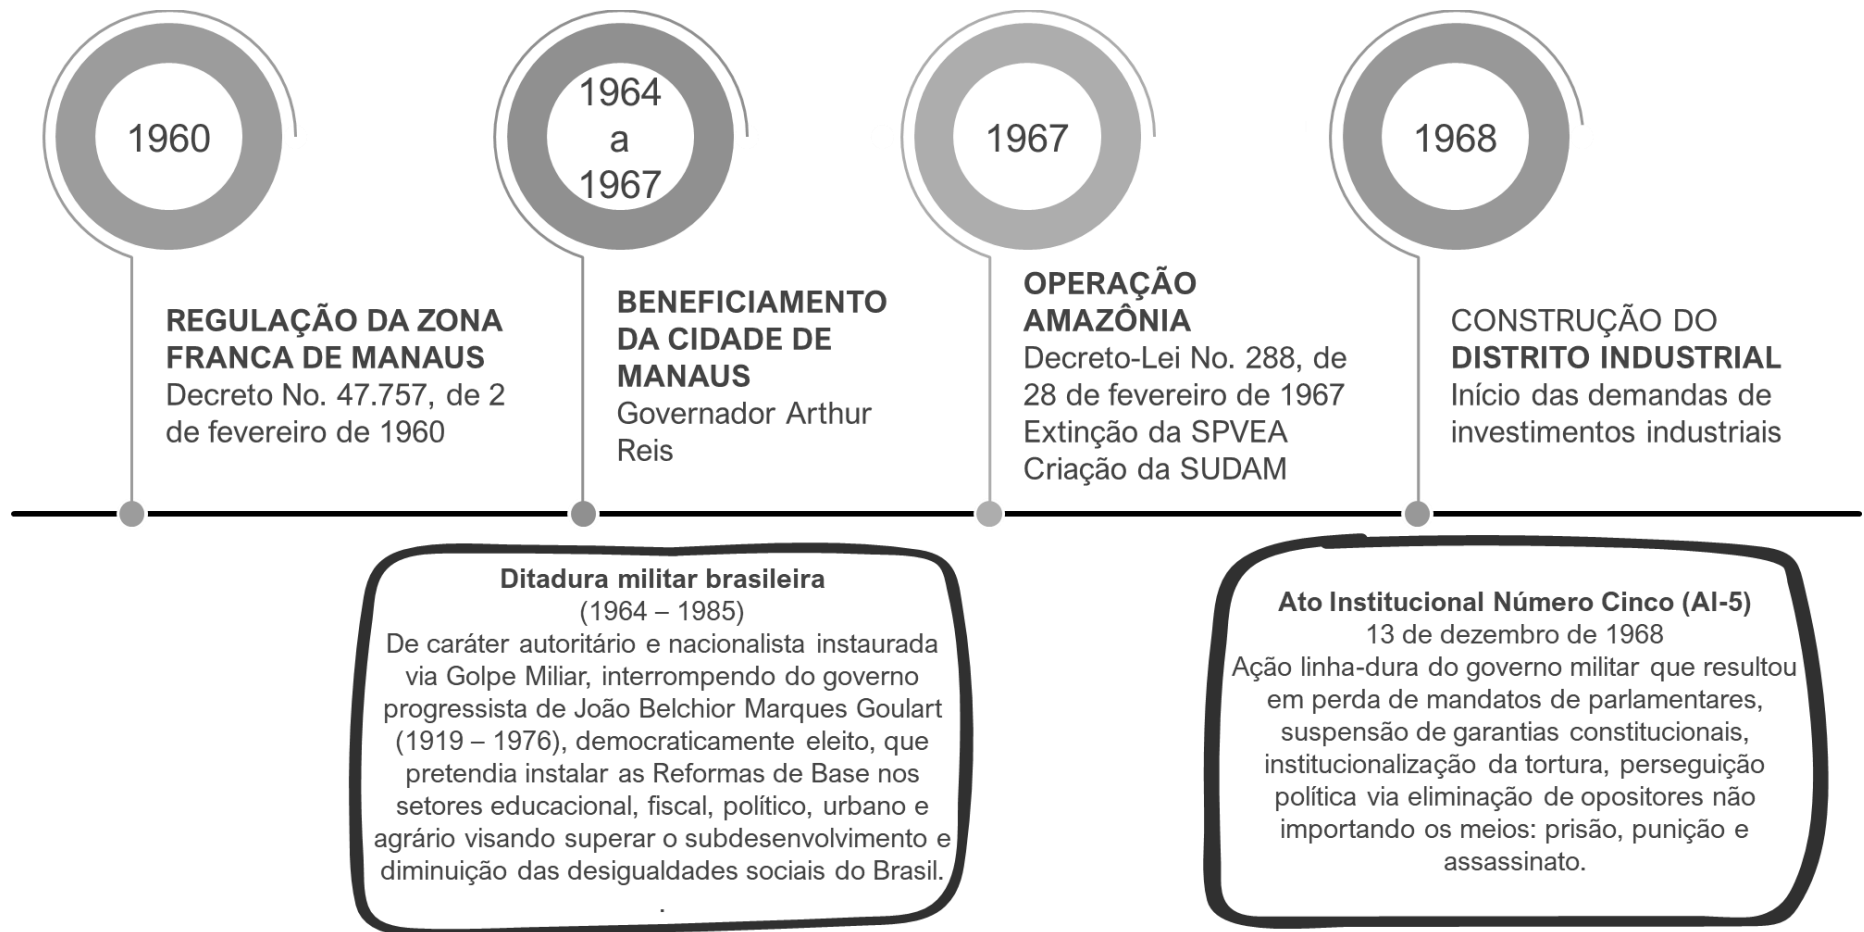 1960
REGULAÇÃO DA ZONA
FRANCA DE MANAUS
Decreto No. 47.757, de 2
de fevereiro de 1960
1964
a
1967
BENEFICIAMENTO
DA CIDADE DE
MANAUS
Governador Arthur
Reis
1967
OPERAÇÃO
AMAZÔNIA
Decreto-Lei No. 288, de
28 de fevereiro de 1967
Extinção da SPVEA
Criação da SUDAM
1968
CONSTRUÇÃO DO
DISTRITO INDUSTRIAL
Início das demandas de
investimentos industriais
Ditadura militar brasileira
(1964 – 1985)
De caráter autoritário e nacionalista instaurada
via Golpe Miliar, interrompendo do governo
progressista de João Belchior Marques Goulart
(1919 – 1976), democraticamente eleito, que
pretendia instalar as Reformas de Base nos
setores educacional, fiscal, político, urbano e
agrário visando superar o subdesenvolvimento e
diminuição das desigualdades sociais do Brasil.
.
Ato Institucional Número Cinco (AI-5)
13 de dezembro de 1968
Ação linha-dura do governo militar que resultou
em perda de mandatos de parlamentares,
suspensão de garantias constitucionais,
institucionalização da tortura, perseguição
política via eliminação de opositores não
importando os meios: prisão, punição e
assassinato.